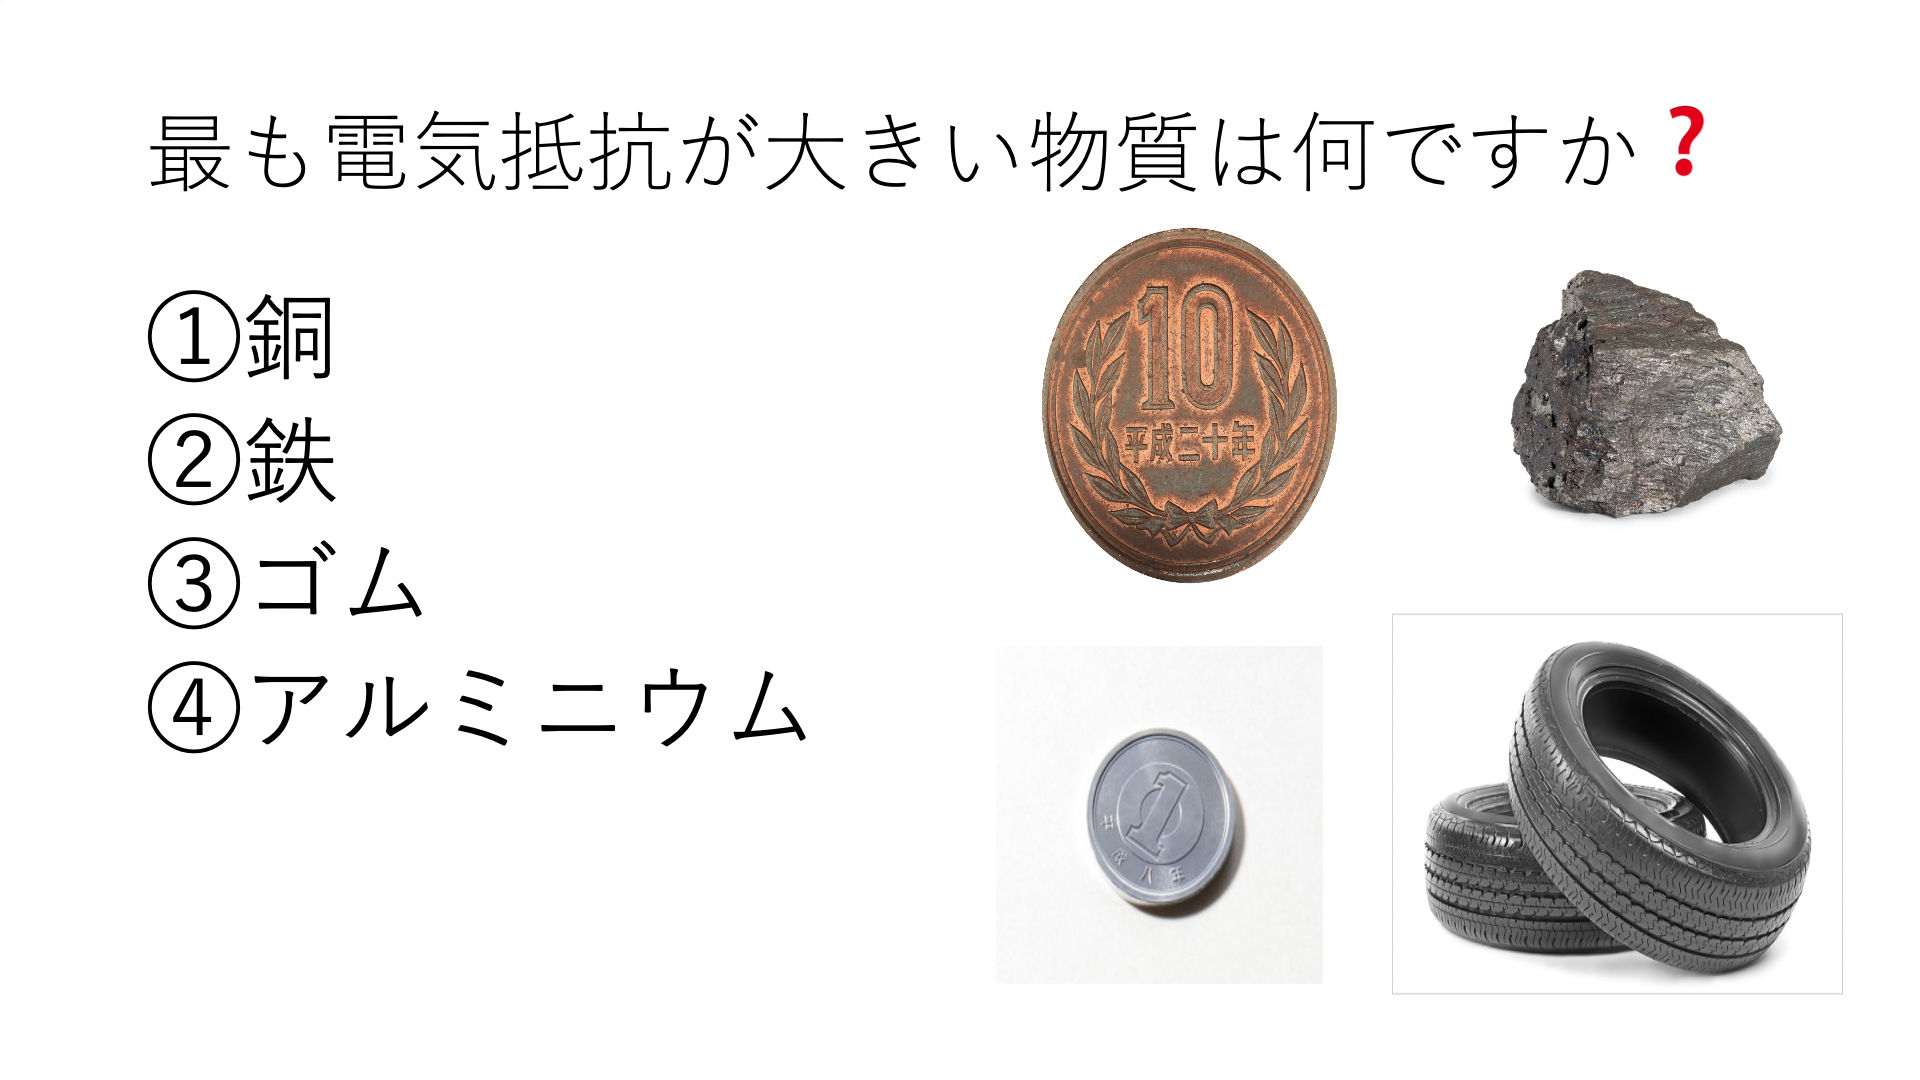 最も電気抵抗が大きい物質は何ですか❓
①銅
②鉄
③ゴム
④アルミニウム
10
平成二十年
1
平成八年